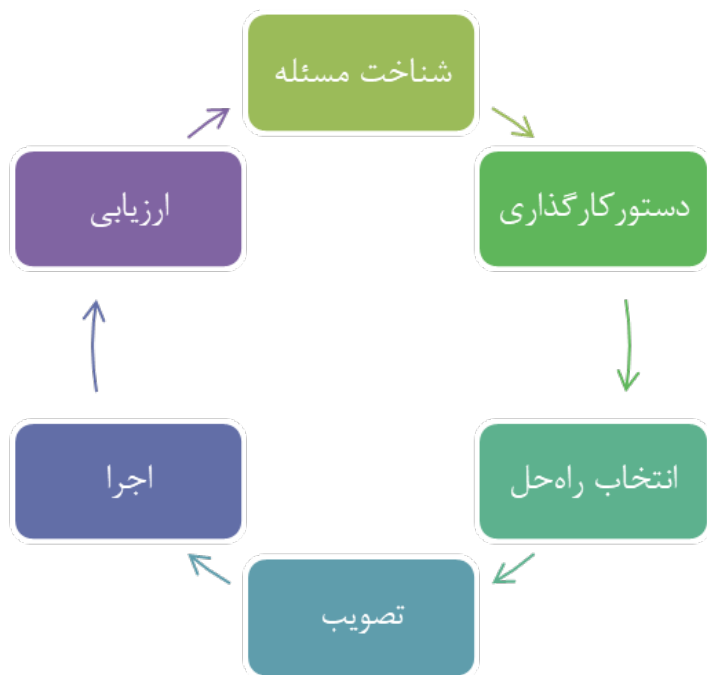 شناخت مسئله
دستورکارگذاری
انتخاب راه‌حل
تصویب
اجرا
ارزیابی